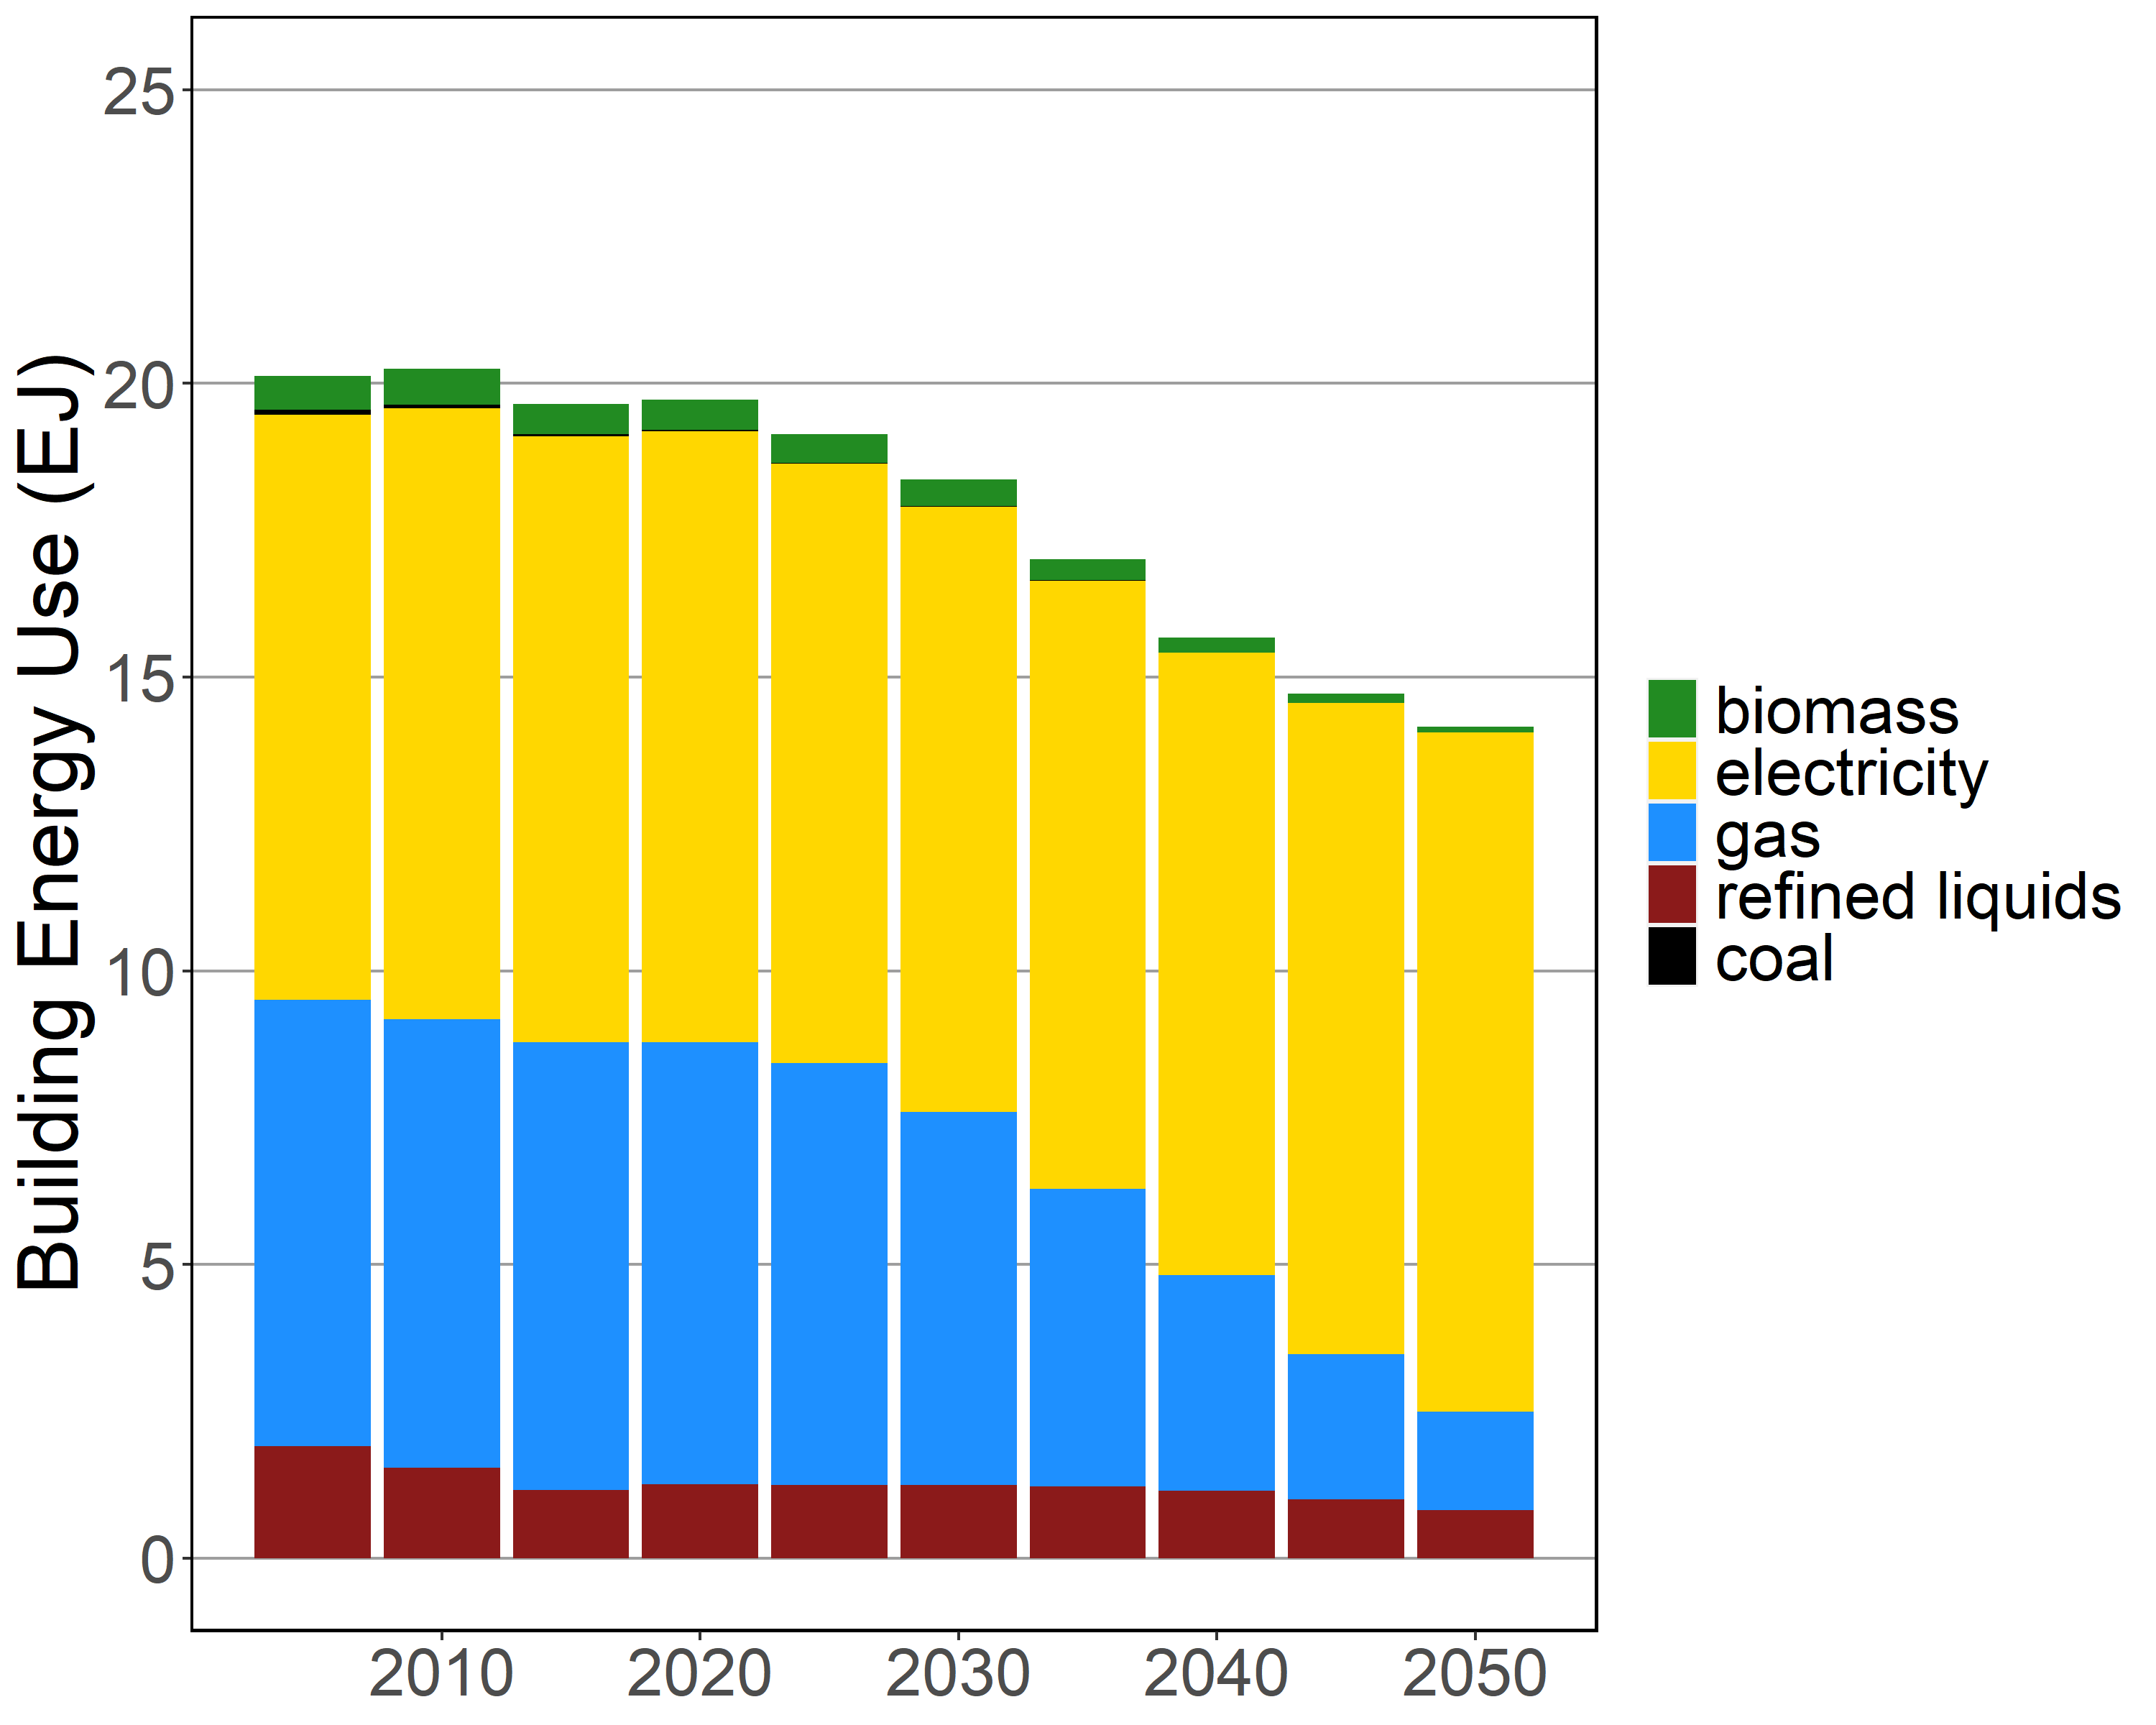 Building Energy Use (EJ)
25
20
15
10
5
0
2010 2020 2030 2040 2050
biomass
electricity
gas
refined liquids
coal